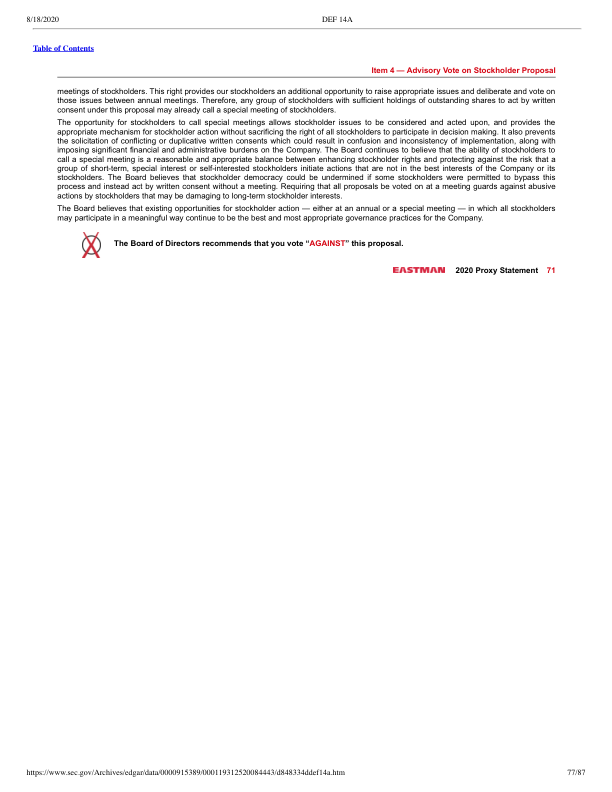 8/18/2020 DEF 14A
Table of Contents
Item 4 — Advisory Vote on Stockholder Proposal
meetings of stockholders. This right provides our stockholders an additional opportunity to raise appropriate issues and deliberate and vote on
those issues between annual meetings. Therefore, any group of stockholders with sufficient holdings of outstanding shares to act by written
consent under this proposal may already call a special meeting of stockholders.
The opportunity for stockholders to call special meetings allows stockholder issues to be considered and acted upon, and provides the
appropriate mechanism for stockholder action without sacrificing the right of all stockholders to participate in decision making. It also prevents
the solicitation of conflicting or duplicative written consents which could result in confusion and inconsistency of implementation, along with
imposing significant financial and administrative burdens on the Company. The Board continues to believe that the ability of stockholders to
call a special meeting is a reasonable and appropriate balance between enhancing stockholder rights and protecting against the risk that a
group of short-term, special interest or self-interested stockholders initiate actions that are not in the best interests of the Company or its
stockholders. The Board believes that stockholder democracy could be undermined if some stockholders were permitted to bypass this
process and instead act by written consent without a meeting. Requiring that all proposals be voted on at a meeting guards against abusive
actions by stockholders that may be damaging to long-term stockholder interests.
The Board believes that existing opportunities for stockholder action — either at an annual or a special meeting — in which all stockholders
may participate in a meaningful way continue to be the best and most appropriate governance practices for the Company.
The Board of Directors recommends that you vote “AGAINST” this proposal.
EASTMAN 2020 Proxy Statement 71
https://www.sec.gov/Archives/edgar/data/0000915389/000119312520084443/d848334ddef14a.htm 77/87